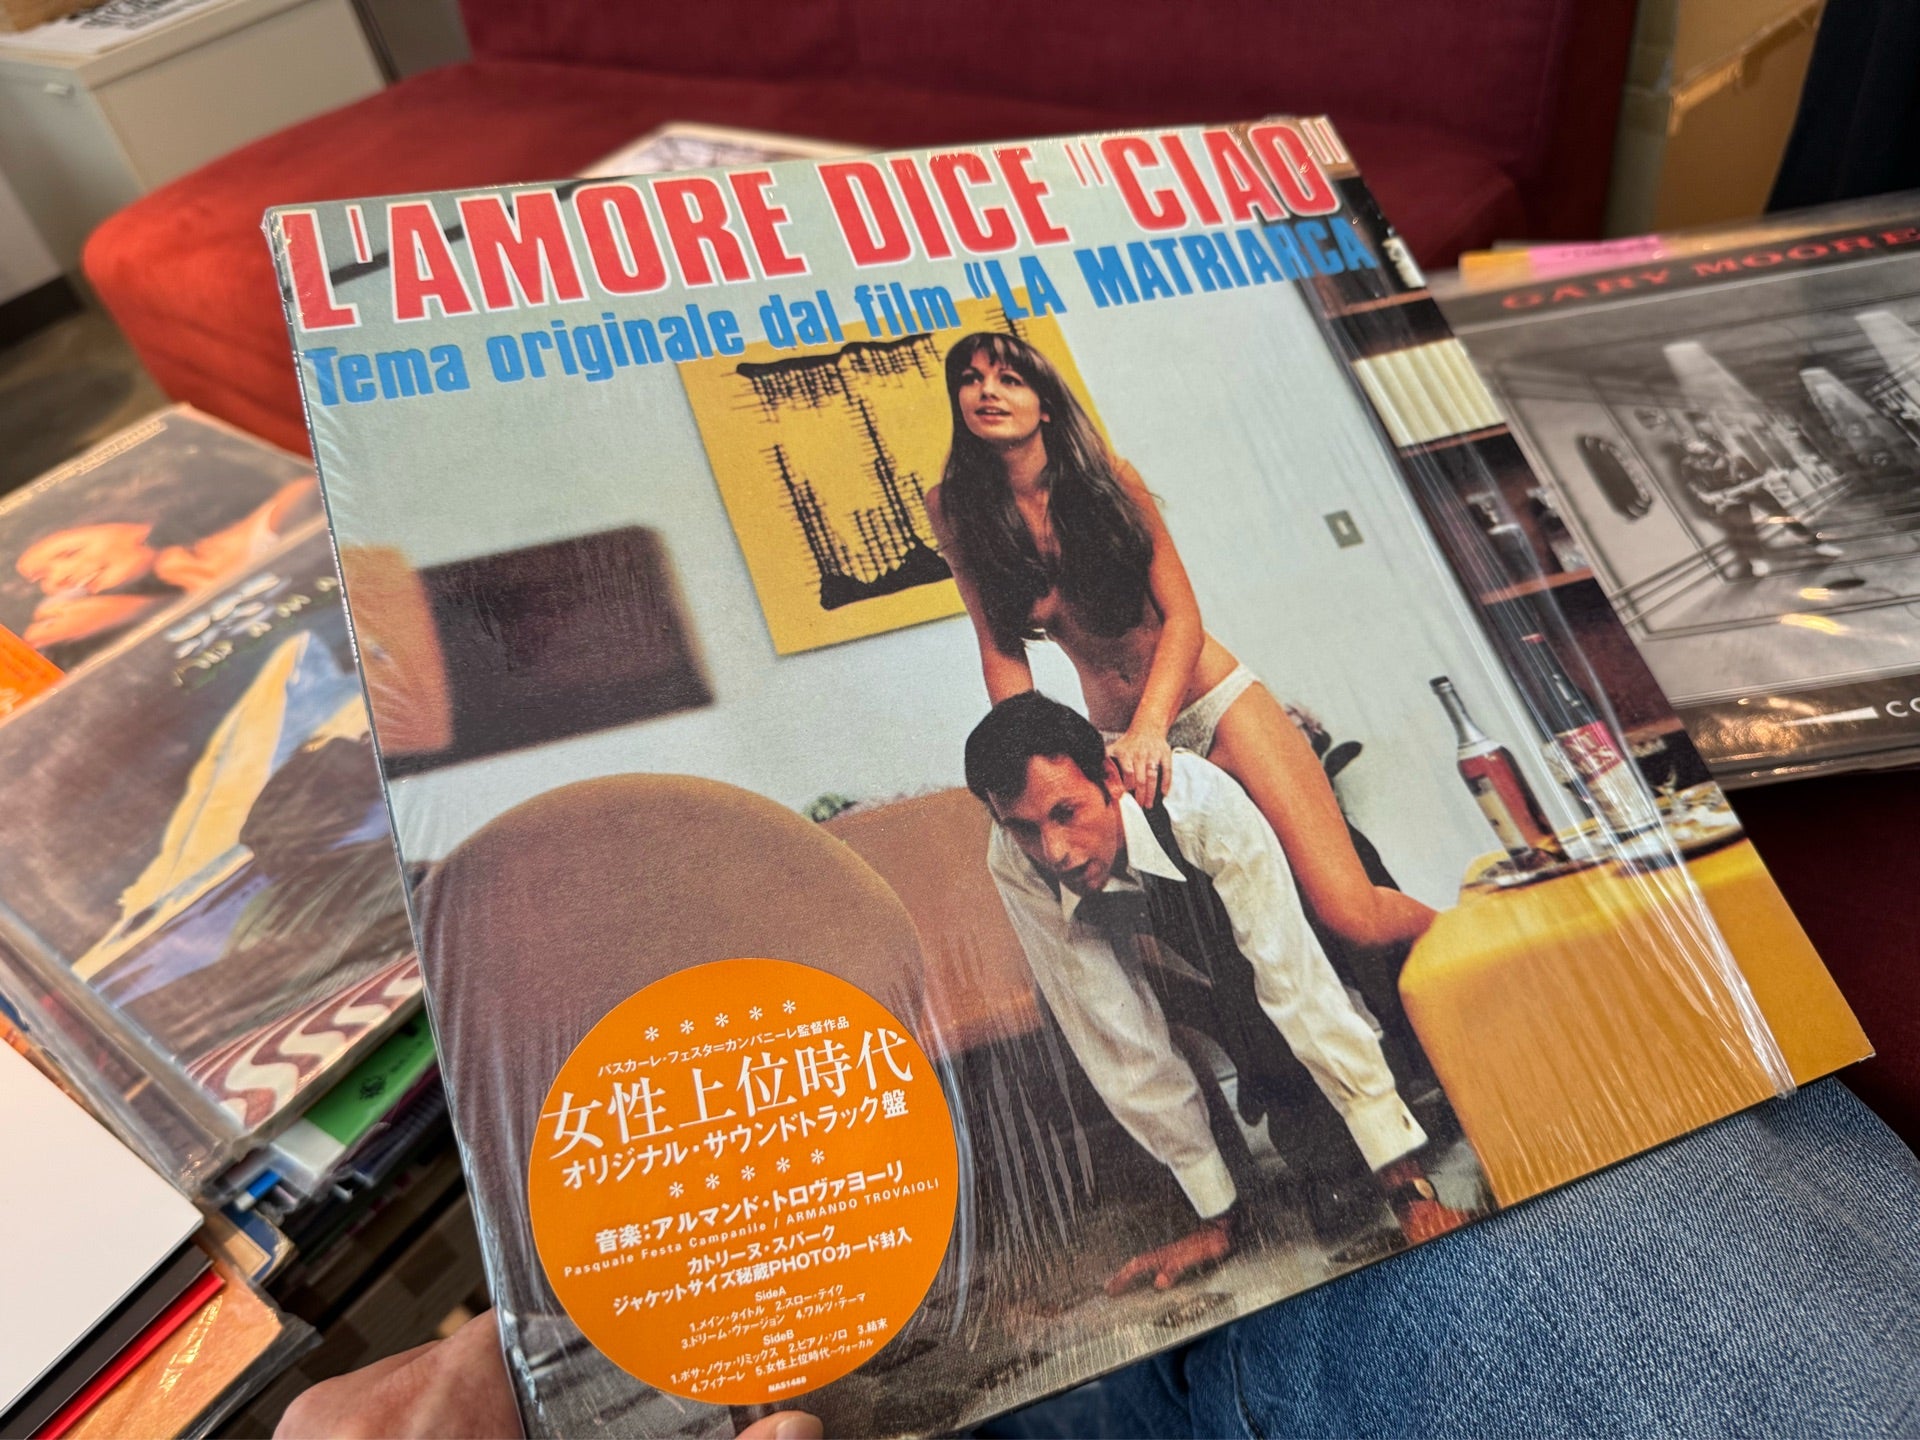 L'AMORE DICE "CIAO"
Tema originale dal film "LA MATRIARCA
GARY MOORE
＊ ＊ ＊ ＊ ＊
パスカーレ・フェスタ=カンパニーレ監督作品
女性上位時代
オリジナル・サウンドトラック盤
＊ ＊ ＊ ＊ ＊
音楽：アルマンド・トロヴァヨーリ
Pasquale Festa Campanile / ARMANDO TROVAIOLI
カトリーヌ・スパーク
ジャケットサイズ秘蔵PHOTOカード封入
SideA
1.メイン・タイトル 2.スロー・テイク
3.ドリーム・ヴァージョン 4.ワルツ・テーマ
SideB
1.ボサ・ノヴァ・リミックス 2.ピアノ・ソロ 3.結末
4.フィナーレ 5.女性上位時代〜ヴォーカル
NAS1488